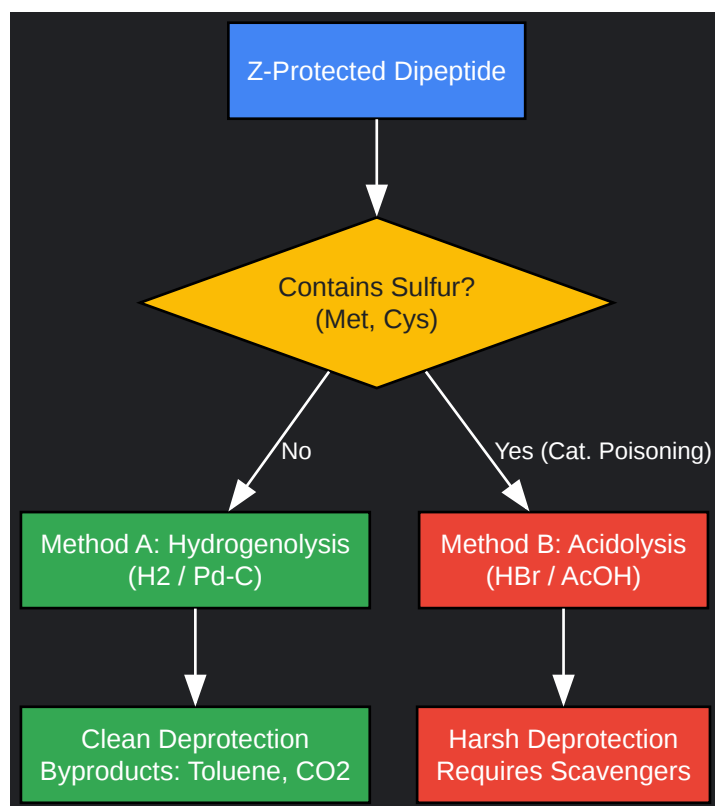 Z-Protected Dipeptide
Contains Sulfur?
(Met, Cys)
No
Yes (Cat. Poisoning)
Method A: Hydrogenolysis
(H2 / Pd-C)
Method B: Acidolysis
(HBr / AcOH)
Clean Deprotection
Byproducts: Toluene, CO2
Harsh Deprotection
Requires Scavengers